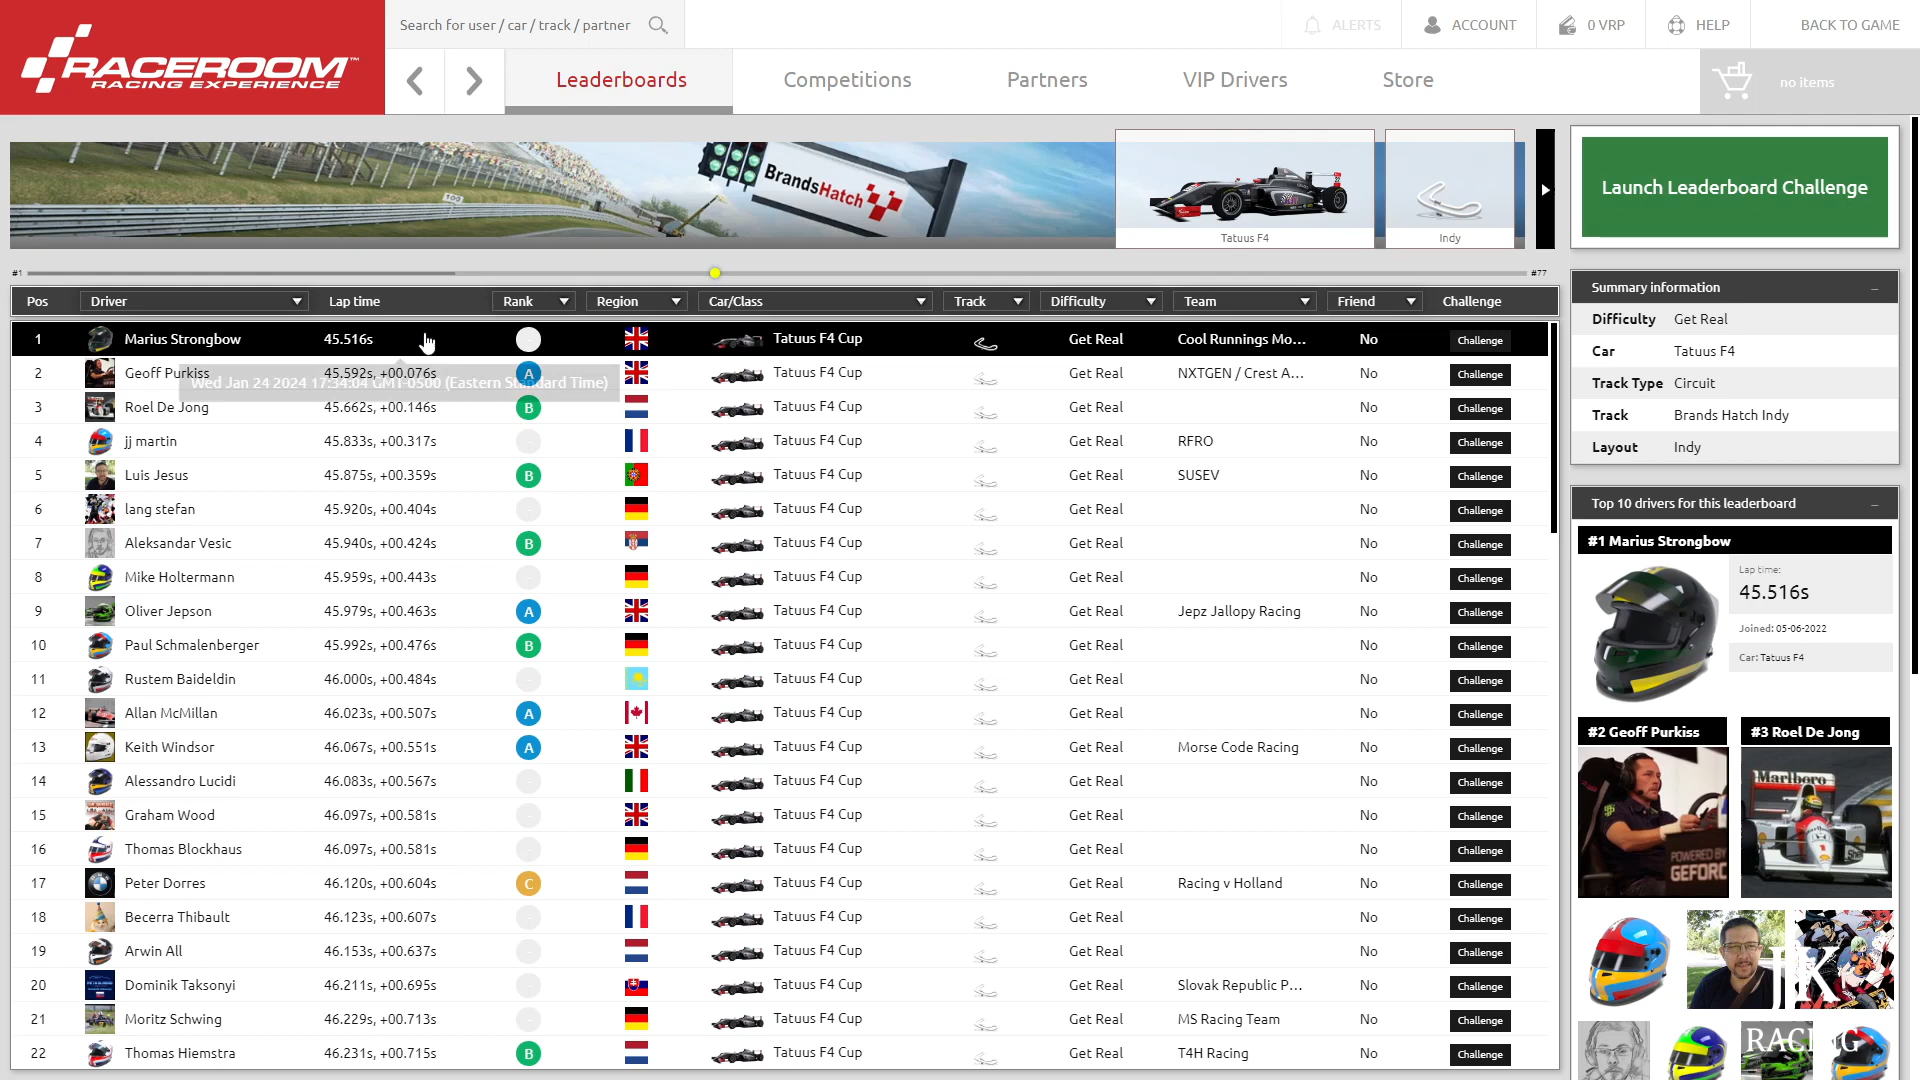 RACEROOM™
RACING EXPERIENCE
Search for user / car / track / partner
ALERTS
ACCOUNT
0 VRP
HELP
BACK TO GAME
Leaderboards
Competitions
Partners
VIP Drivers
Store
no items
100
BrandsHatch
Tatuus F4
Indy
Launch Leaderboard Challenge
#1
#77
Pos Driver Lap time Rank Region Car/Class Track Difficulty Team Friend Challenge
1 Marius Strongbow 45.516s - Tatuus F4 Cup Get Real Cool Runnings Mo... No Challenge
Wed Jan 24 2024 17:34:04 GMT-0500 (Eastern Standard Time)
2 Geoff Purkiss 45.592s, +00.076s A Tatuus F4 Cup Get Real NXTGEN / Crest A... No Challenge
3 Roel De Jong 45.662s, +00.146s B Tatuus F4 Cup Get Real No Challenge
4 jj martin 45.833s, +00.317s - Tatuus F4 Cup Get Real RFRO No Challenge
5 Luis Jesus 45.875s, +00.359s B Tatuus F4 Cup Get Real SUSEV No Challenge
6 lang stefan 45.920s, +00.404s - Tatuus F4 Cup Get Real No Challenge
7 Aleksandar Vesic 45.940s, +00.424s B Tatuus F4 Cup Get Real No Challenge
8 Mike Holtermann 45.959s, +00.443s - Tatuus F4 Cup Get Real No Challenge
9 Oliver Jepson 45.979s, +00.463s A Tatuus F4 Cup Get Real Jepz Jallopy Racing No Challenge
10 Paul Schmalenberger 45.992s, +00.476s B Tatuus F4 Cup Get Real No Challenge
11 Rustem Baideldin 46.000s, +00.484s - Tatuus F4 Cup Get Real No Challenge
12 Allan McMillan 46.023s, +00.507s A Tatuus F4 Cup Get Real No Challenge
13 Keith Windsor 46.067s, +00.551s A Tatuus F4 Cup Get Real Morse Code Racing No Challenge
14 Alessandro Lucidi 46.083s, +00.567s - Tatuus F4 Cup Get Real No Challenge
15 Graham Wood 46.097s, +00.581s - Tatuus F4 Cup Get Real No Challenge
16 Thomas Blockhaus 46.097s, +00.581s - Tatuus F4 Cup Get Real No Challenge
17 Peter Dorres 46.120s, +00.604s C Tatuus F4 Cup Get Real Racing v Holland No Challenge
18 Becerra Thibault 46.123s, +00.607s - Tatuus F4 Cup Get Real No Challenge
19 Arwin All 46.153s, +00.637s - Tatuus F4 Cup Get Real No Challenge
20 Dominik Taksonyi 46.211s, +00.695s - Tatuus F4 Cup Get Real Slovak Republic P... No Challenge
21 Moritz Schwing 46.229s, +00.713s - Tatuus F4 Cup Get Real MS Racing Team No Challenge
22 Thomas Hiemstra 46.231s, +00.715s B Tatuus F4 Cup Get Real T4H Racing No Challenge
Summary information
Difficulty Get Real
Car Tatuus F4
Track Type Circuit
Track Brands Hatch Indy
Layout Indy
Top 10 drivers for this leaderboard
#1 Marius Strongbow
Lap time:
45.516s
Joined: 05-06-2022
Car: Tatuus F4
#2 Geoff Purkiss
#3 Roel De Jong
POWERED BY
GEFORC
Marlboro
JK
RACING